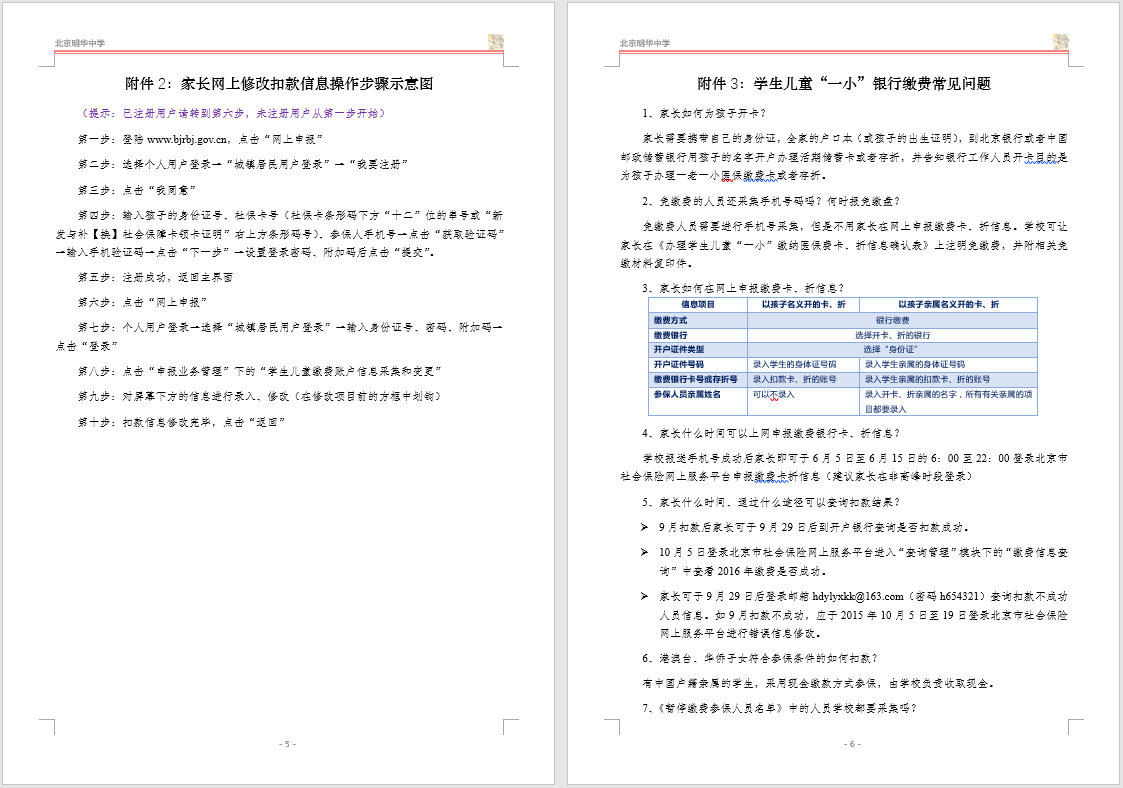 北京明华中学
附件 2：家长网上修改扣款信息操作步骤示意图
（提示：已注册用户请转到第六步，未注册用户从第一步开始）
第一步：登陆 www.bjrbj.gov.cn，点击“网上申报”
第二步：选择个人用户登录→“城镇居民用户登录”→“我要注册”
第三步：点击“我同意”
第四步：输入孩子的身份证号、社保卡号（社保卡条形码下方“十二”位的串号或“新
发与补【换】社会保障卡领卡证明”右上方条形码号）、参保人手机号→点击“获取验证码”
→输入手机验证码→点击“下一步”→设置登录密码、附加码后点击“提交”。
第五步：注册成功，返回主界面
第六步：点击“网上申报”
第七步：个人用户登录→选择“城镇居民用户登录”→输入身份证号、密码、附加码→
点击“登录”
第八步：点击“申报业务管理”下的“学生儿童缴费账户信息采集和变更”
第九步：对屏幕下方的信息进行录入、修改（在修改项目前的方框中划钩）
第十步：扣款信息修改完毕，点击“返回”
- 5 -
北京明华中学
附件 3：学生儿童“一小”银行缴费常见问题
1、家长如何为孩子开卡？
家长需要携带自己的身份证，全家的户口本（或孩子的出生证明），到北京银行或者中国
邮政储蓄银行用孩子的名字开户办理活期储蓄卡或者存折，并告知银行工作人员开卡目的是
为孩子办理一老一小医保缴费卡或者存折。
2、免缴费的人员还采集手机号码吗？何时报免缴盘？
免缴费人员需要进行手机号采集，但是不用家长在网上申报缴费卡、折信息。学校可让
家长在《办理学生儿童“一小”缴纳医保费卡、折信息确认表》上注明免缴费，并附相关免
缴材料复印件。
3、家长如何在网上申报缴费卡、折信息？
信息项目 以孩子名义开的卡、折 以孩子亲属名义开的卡、折
缴费方式 银行缴费
缴费银行 选择开卡、折的银行
开户证件类型 选择“身份证”
开户证件号码 录入学生的身体证号码 录入学生亲属的身体证号码
缴费银行卡号或存折号 录入扣款卡、折的账号 录入学生亲属的扣款卡、折的账号
参保人员亲属姓名 可以不录入 录入开卡、折亲属的名字，所有有关亲属的项
目都要录入
4、家长什么时间可以上网申报缴费银行卡、折信息？
学校报送手机号成功后家长即可于 6 月 5 日至 6 月 15 日的 6：00 至 22：00 登录北京市
社会保险网上服务平台申报缴费卡折信息（建议家长在非高峰时段登录）
5、家长什么时间、通过什么途径可以查询扣款结果？
➢ 9 月扣款后家长可于 9 月 29 日后到开户银行查询是否扣款成功。
➢ 10 月 5 日登录北京市社会保险网上服务平台进入“查询管理”模块下的“缴费信息查
询”中查看 2016 年缴费是否成功。
➢ 家长可于 9 月 29 日后登录邮箱 hdylyxkk@163.com（密码 h654321）查询扣款不成功
人员信息。如 9 月扣款不成功，应于 2015 年 10 月 5 日至 19 日登录北京市社会保险
网上服务平台进行错误信息修改。
6、港澳台、华侨子女符合参保条件的如何扣款？
有中国户籍亲属的学生，采用现金缴款方式参保，由学校负责收取现金。
7、《暂停缴费参保人员名单》中的人员学校都要采集吗？
- 6 -